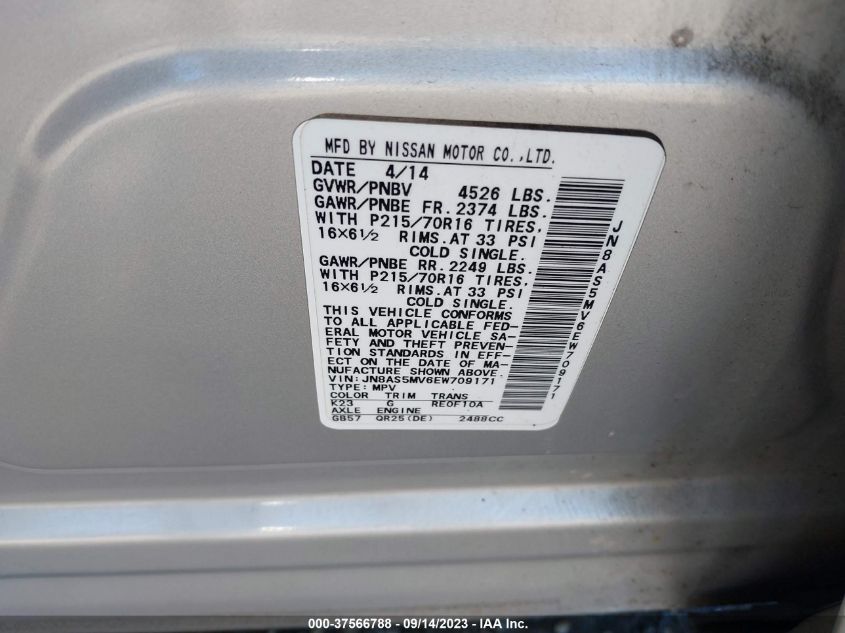 MFD BY NISSAN MOTOR CO.,LTD.
DATE 4/14
GVWR/PNBV 4526 LBS.
GAWR/PNBE FR. 2374 LBS.
WITH P215/70R16 TIRES,
16×6½ RIMS. AT 33 PSI
COLD SINGLE.
GAWR/PNBE RR. 2249 LBS.
WITH P215/70R16 TIRES,
16×6½ RIMS. AT 33 PSI
COLD SINGLE.
THIS VEHICLE CONFORMS
TO ALL APPLICABLE FED-
ERAL MOTOR VEHICLE SA-
FETY AND THEFT PREVEN-
TION STANDARDS IN EFF-
ECT ON THE DATE OF MA-
NUFACTURE SHOWN ABOVE.
VIN: JN8AS5MV6EW709171
TYPE: MPV
COLOR TRIM TRANS
K23 G RE0F10A
AXLE ENGINE
GB57 QR25(DE) 2488CC
JN8AS5MV6EW709171
000-37566788 - 09/14/2023 - IAA Inc.